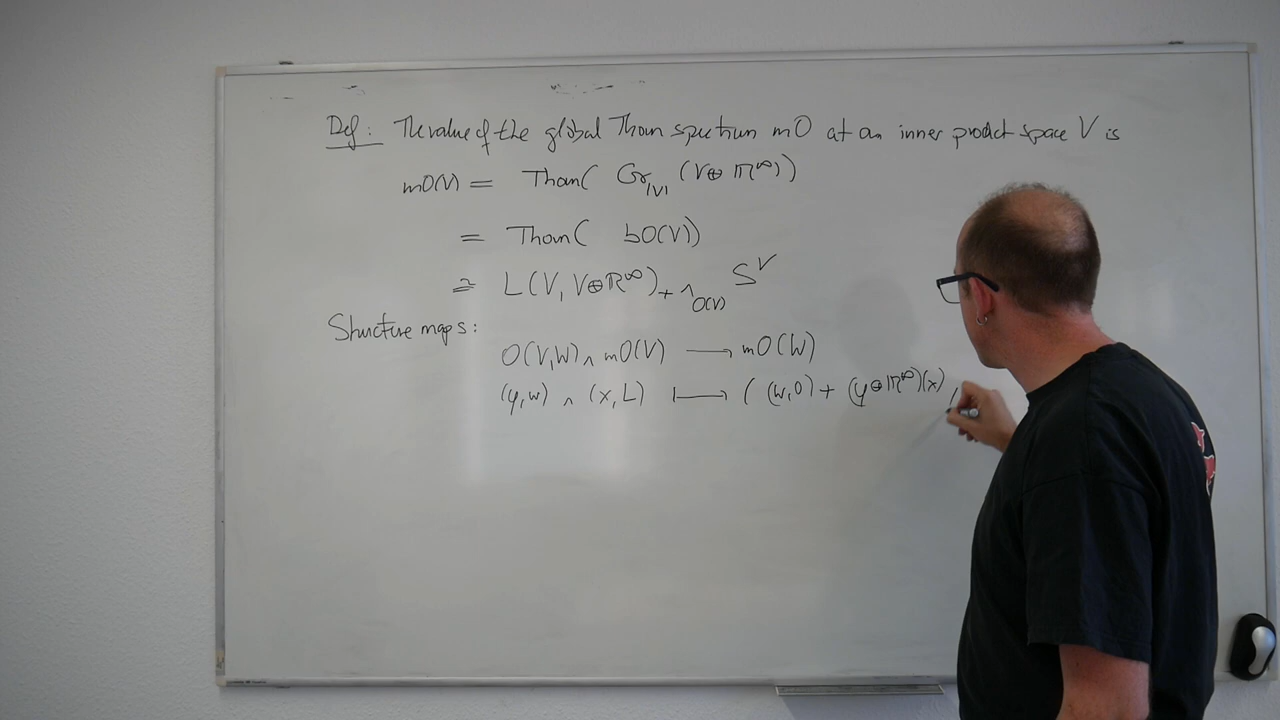 Def: The value of the global Thom spectrum mO at an inner product space V is
mO(V) = Thom( Gr_{|V|} (V⊕ℝ^∞))
= Thom( bO(V))
≅ L(V, V⊕ℝ^∞)_+ ∧_{O(V)} S^V
Structure maps:
O(V,W) ∧ mO(V) ⟶ mO(W)
(φ,w) ∧ (x,L) ⟼ ( (w,0) + (φ⊕ℝ^∞)(x),